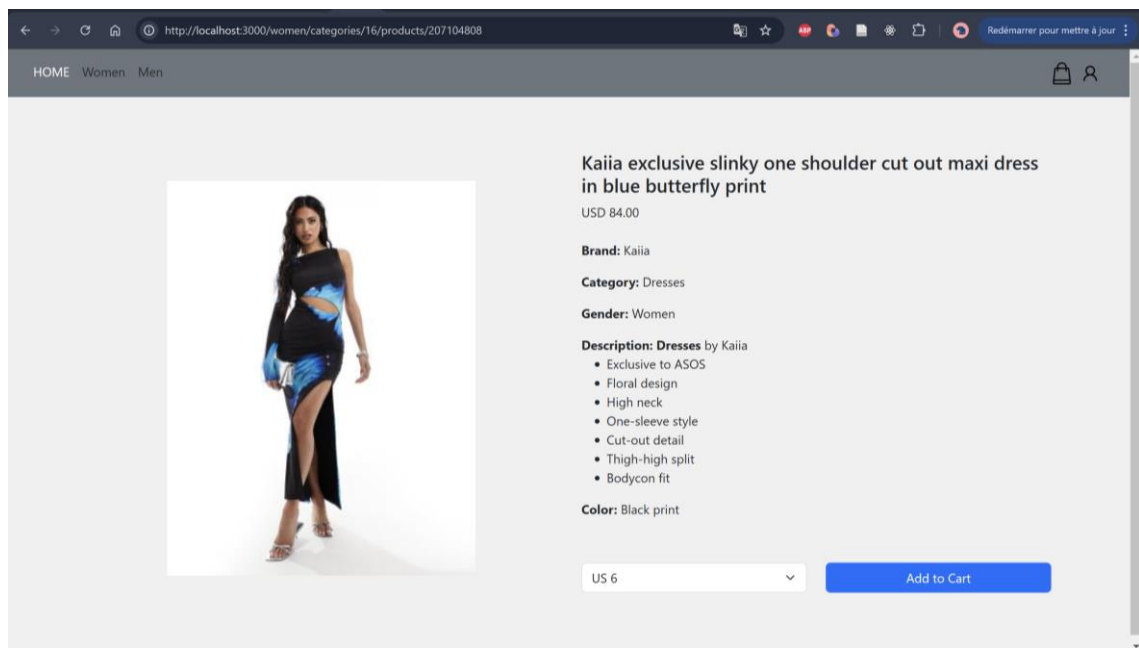 http://localhost:3000/women/categories/16/products/207104808
ABP
Redémarrer pour mettre à jour
HOME Women Men
Kaiia exclusive slinky one shoulder cut out maxi dress
in blue butterfly print
USD 84.00
Brand: Kaiia
Category: Dresses
Gender: Women
Description: Dresses by Kaiia
Exclusive to ASOS
Floral design
High neck
One-sleeve style
Cut-out detail
Thigh-high split
Bodycon fit
Color: Black print
US 6
Add to Cart